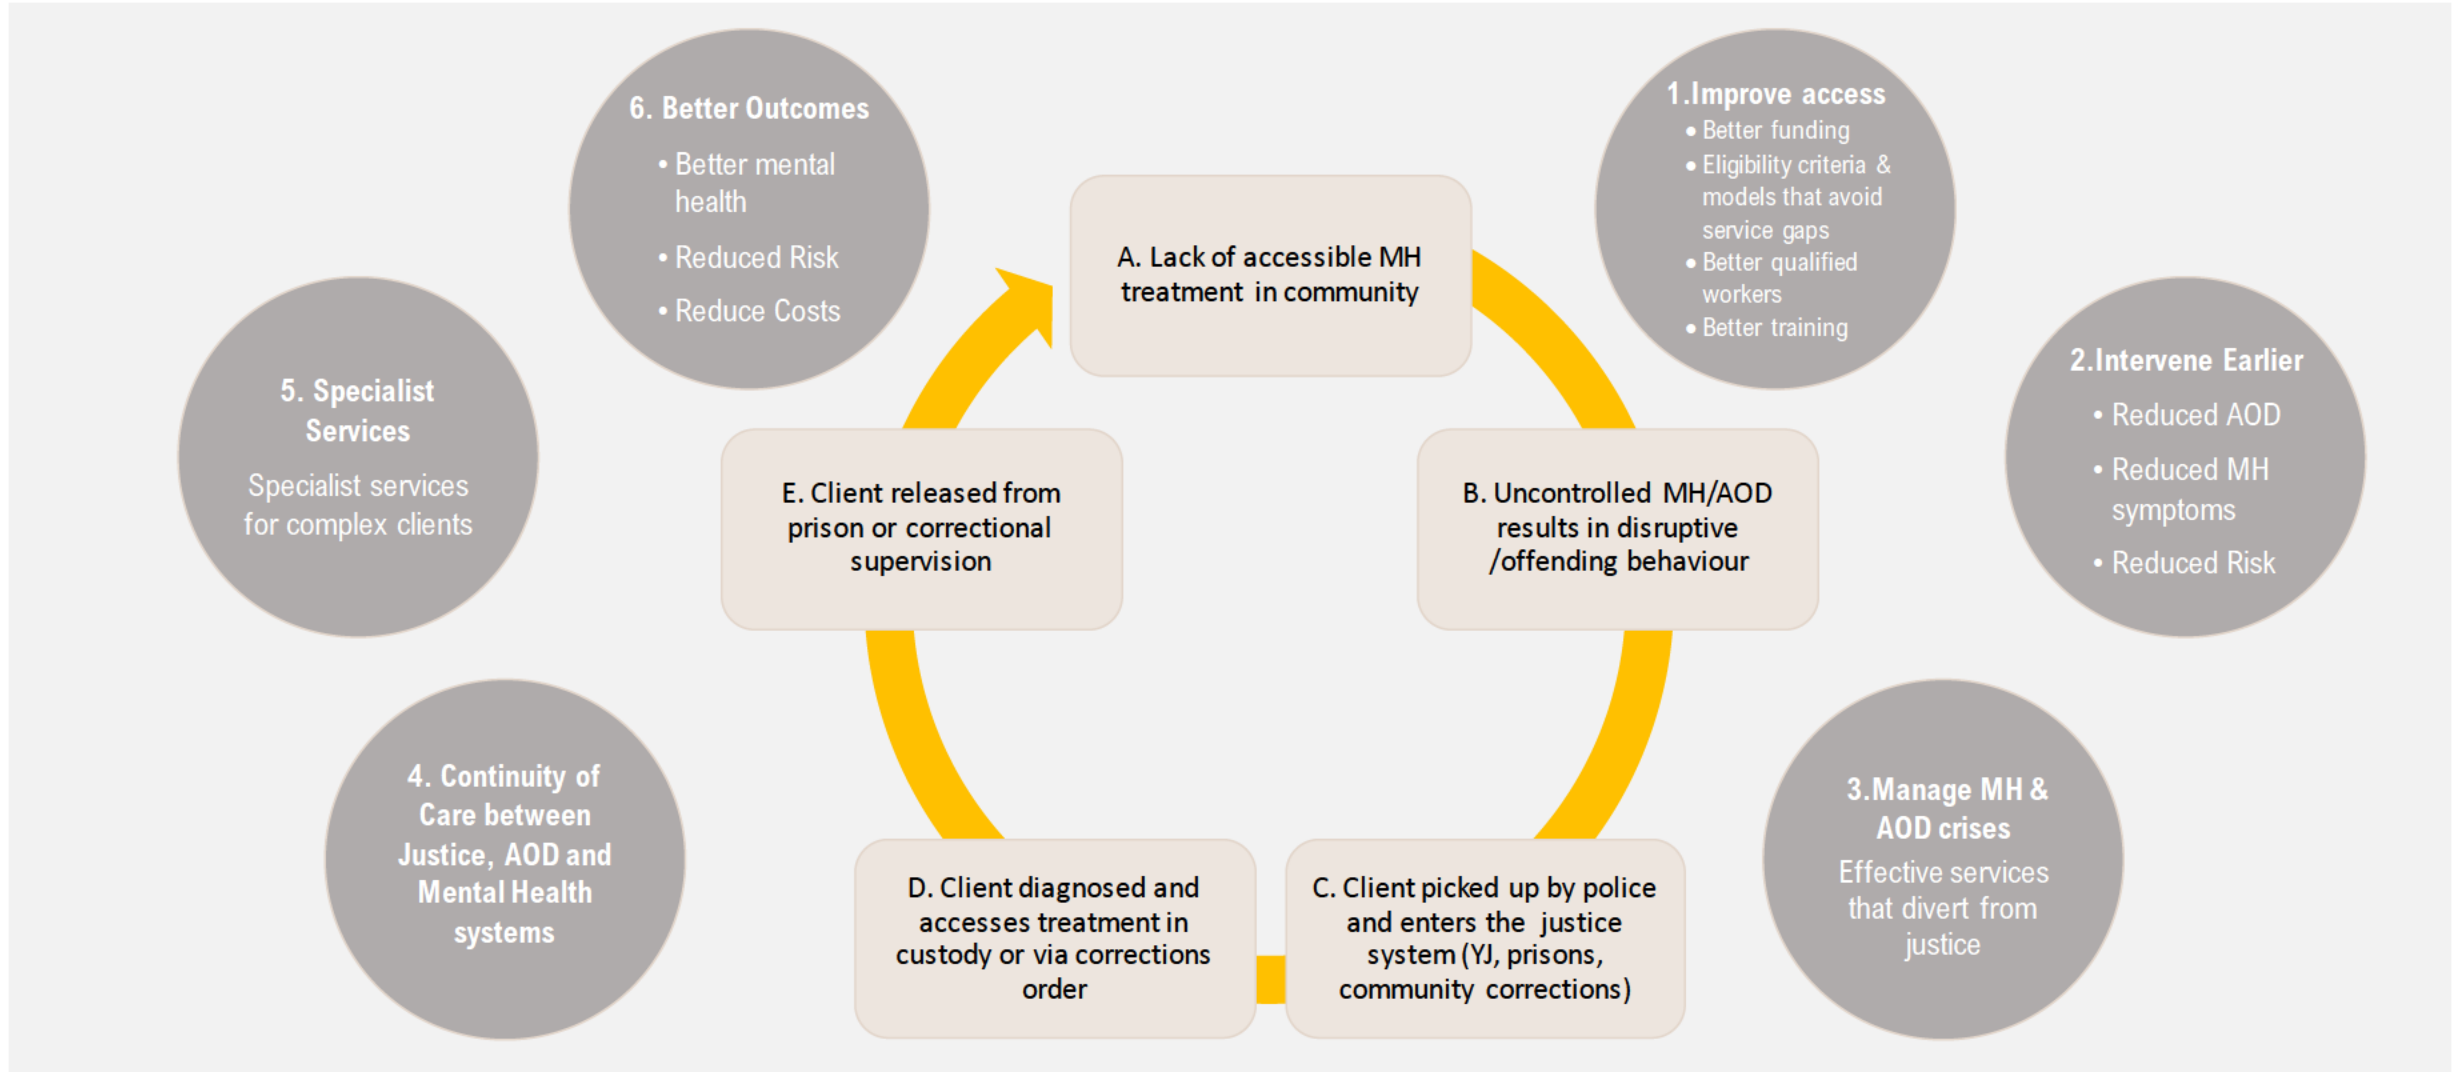 A. Lack of accessible MH
treatment in community
B. Uncontrolled MH/AOD
results in disruptive
/offending behaviour
C. Client picked up by police
and enters the justice
system (YJ, prisons,
community corrections)
D. Client diagnosed and
accesses treatment in
custody or via corrections
order
E. Client released from
prison or correctional
supervision
1.Improve access
• Better funding
• Eligibility criteria &
models that avoid
service gaps
• Better qualified
workers
• Better training
2.Intervene Earlier
• Reduced AOD
• Reduced MH
symptoms
• Reduced Risk
3.Manage MH &
AOD crises
Effective services
that divert from
justice
4. Continuity of
Care between
Justice, AOD and
Mental Health
systems
5. Specialist
Services
Specialist services
for complex clients
6. Better Outcomes
• Better mental
health
• Reduced Risk
• Reduce Costs